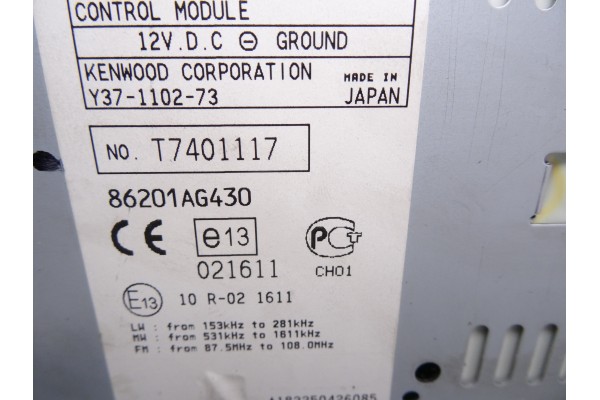 CONTROL MODULE
12V.D.C ⊖ GROUND
KENWOOD CORPORATION MADE IN
Y37-1102-73 JAPAN
NO. T7401117
86201AG430
CE e13 PCT
021611 CH01
E13 10 R-02 1611
LW : from 153kHz to 281kHz
MW : from 531kHz to 1611kHz
FM : from 87.5MHz to 108.0MHz